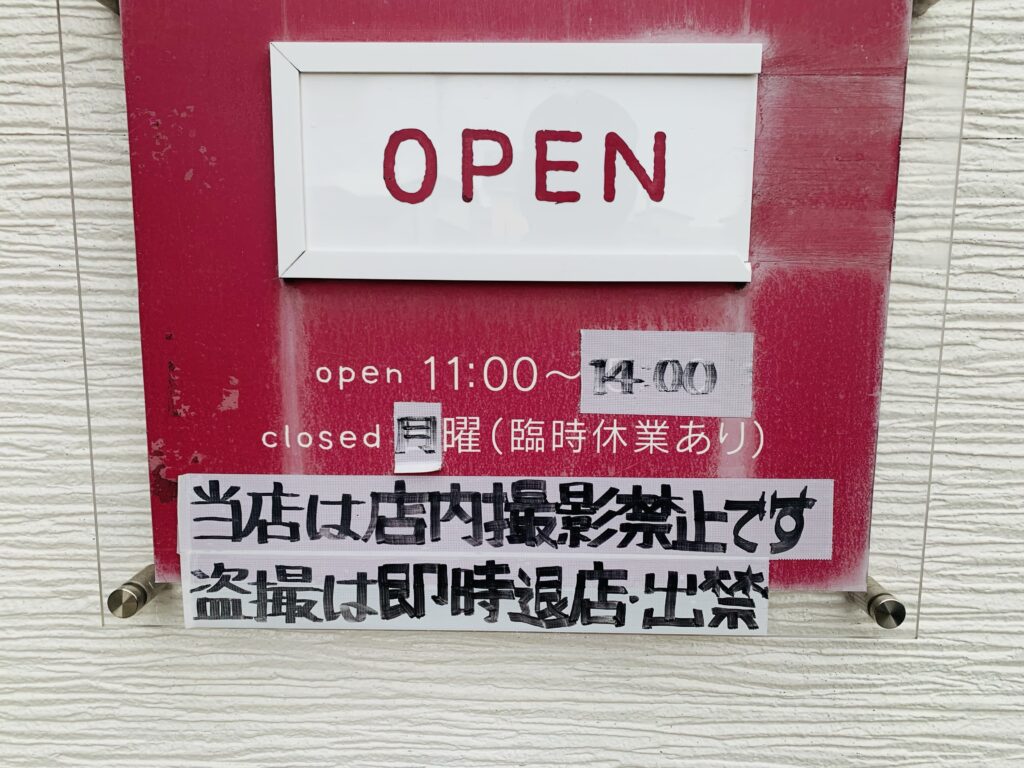 OPEN
open 11:00～14:00
closed 月曜(臨時休業あり)
当店は店内撮影禁止です
盗撮は即時退店・出禁